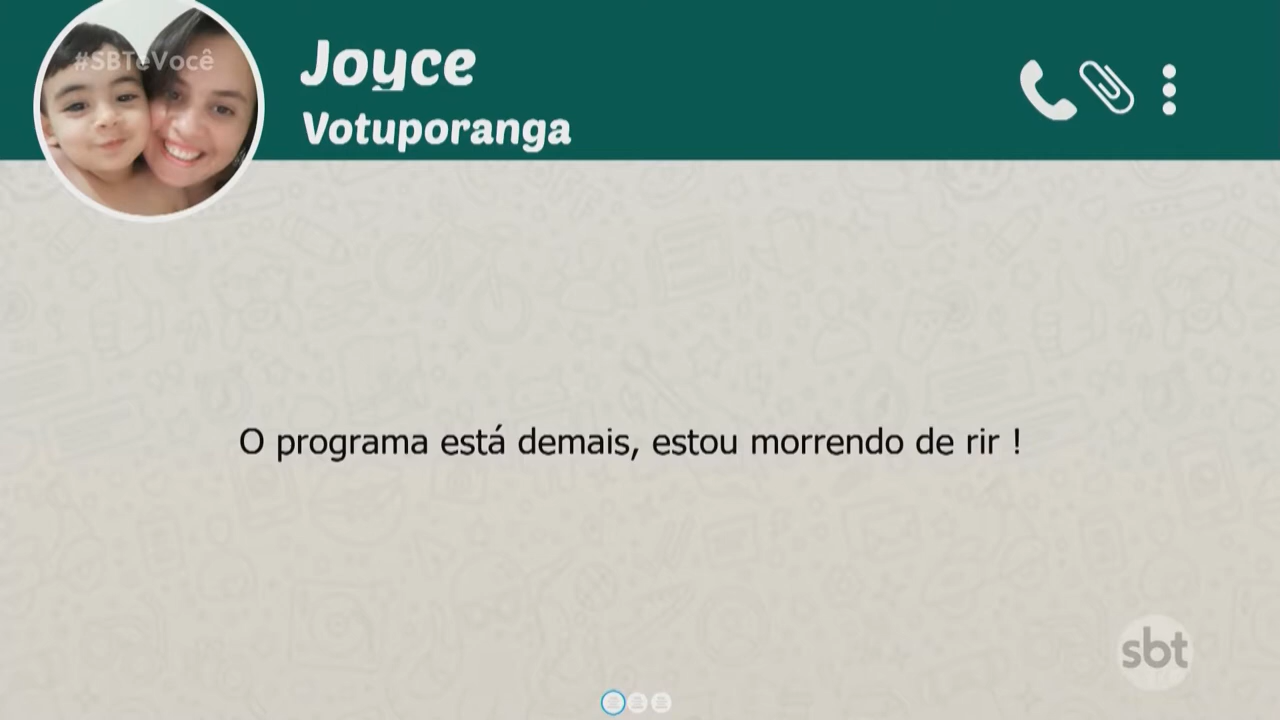 #SBTeVocê
Joyce
Votuporanga
O programa está demais, estou morrendo de rir !
sbt